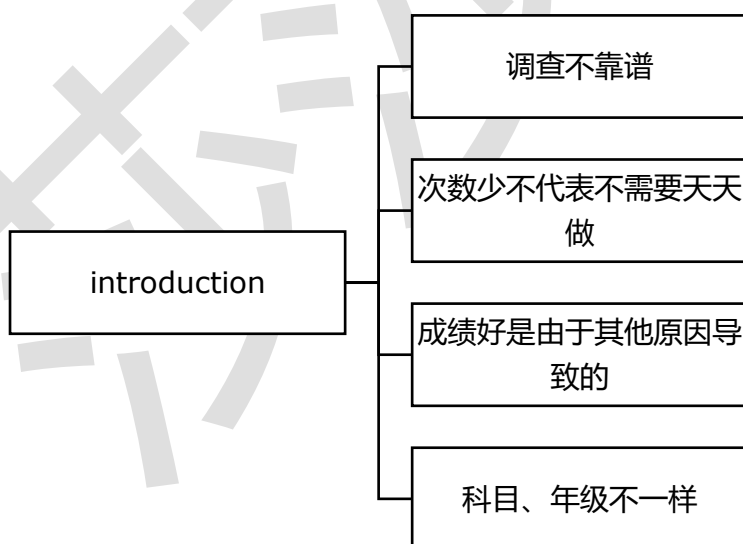 调查不靠谱
次数少不代表不需要天天
做
introduction
成绩好是由于其他原因导
致的
科目、年级不一样